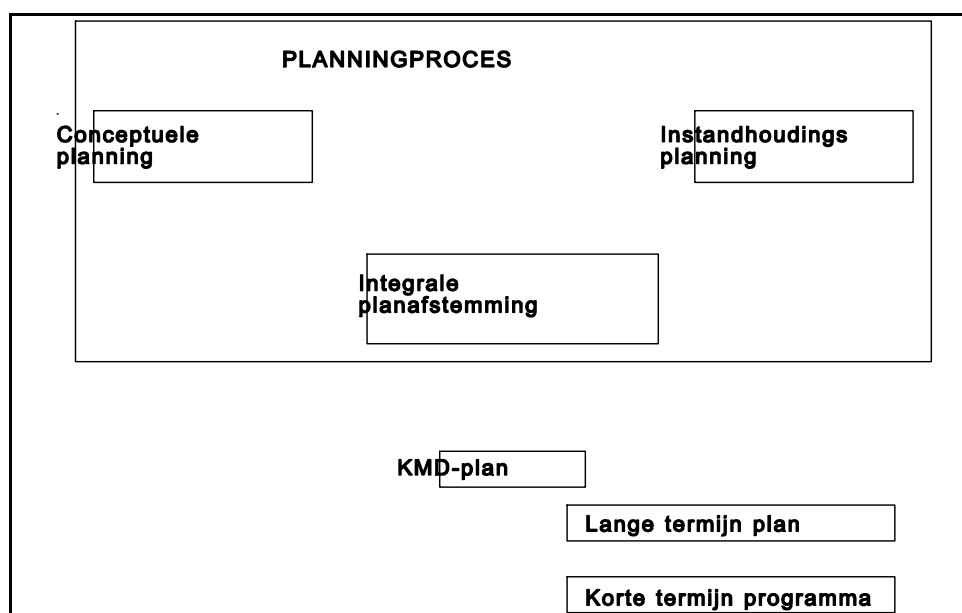 PLANNINGPROCES
Conceptuele
planning
Instandhoudings
planning
Integrale
planafstemming
KMD-plan
Lange termijn plan
Korte termijn programma